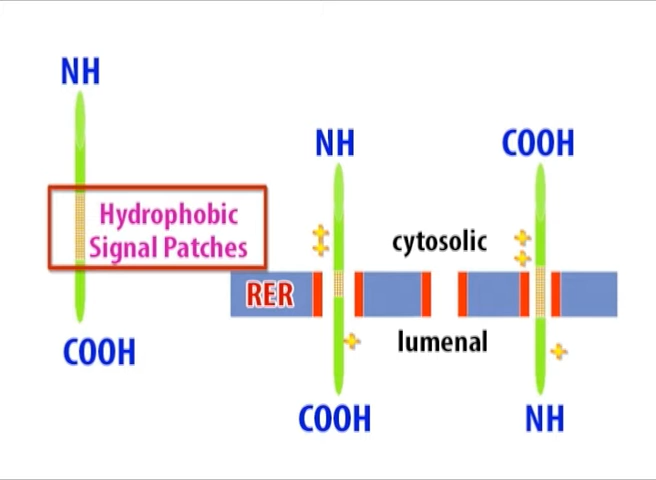 NH
Hydrophobic
Signal Patches
COOH
NH
COOH
cytosolic
RER
lumenal
COOH
NH